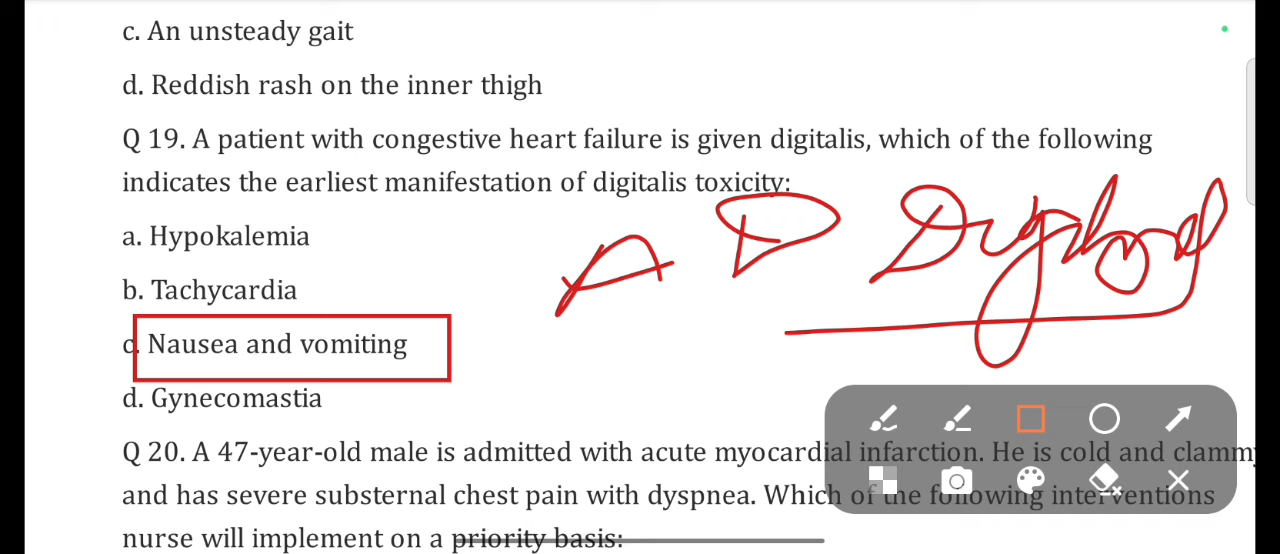 c. An unsteady gait
d. Reddish rash on the inner thigh
Q 19. A patient with congestive heart failure is given digitalis, which of the following
indicates the earliest manifestation of digitalis toxicity:
a. Hypokalemia
A D
b. Tachycardia
c. Nausea and vomiting
d. Gynecomastia
Q 20. A 47-year-old male is admitted with acute myocardial infarction. He is cold and clammy
and has severe substernal chest pain with dyspnea. Which of the following interventions
nurse will implement on a priority basis: